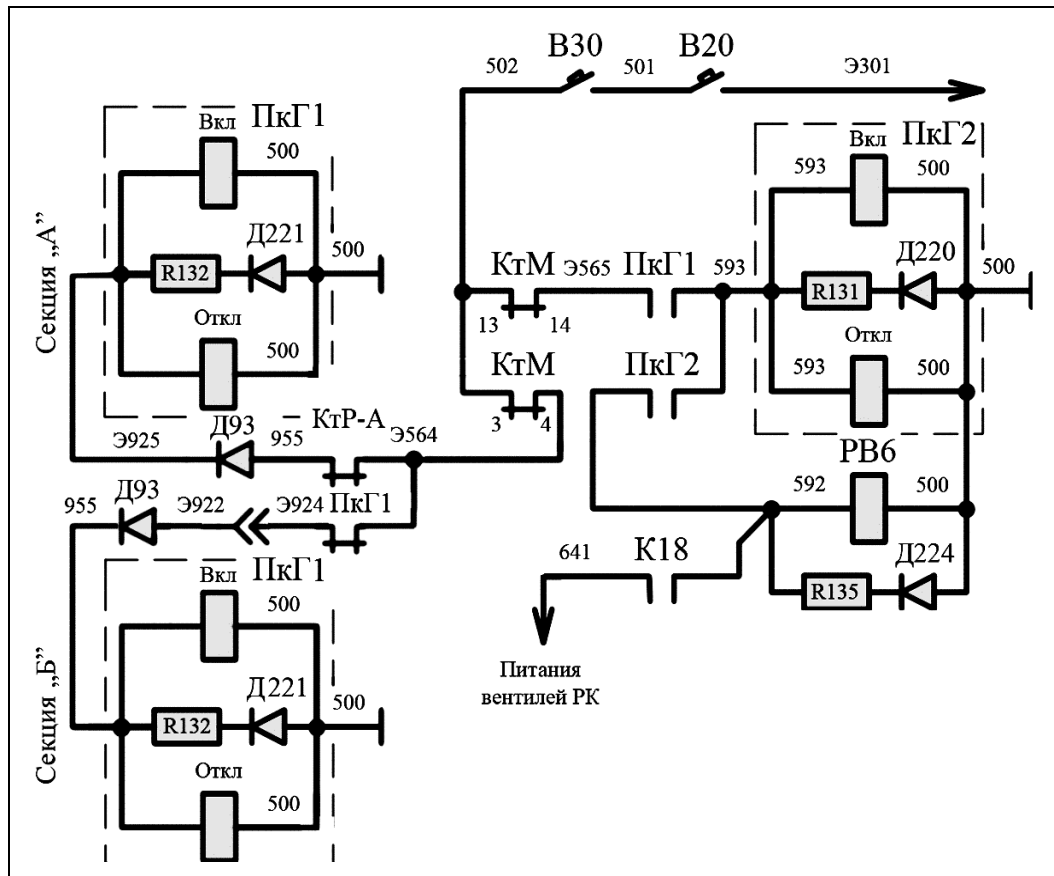 В30 В20
502 501 Э301
ПкГ1
Вкл
500
Д221
500
R132
Откл
500
Секция „А”
ПкГ2
Вкл
593 500
Д220
500
R131
Откл
593 500
КтМ Э565 ПкГ1 593
13 14
КтМ ПкГ2
3 4
КтР-А Э564
Э925 Д93 955
РВ6
592 500
955 Д93 Э922 Э924 ПкГ1
Д224
R135
641 К18
Питания
вентилей РК
ПкГ1
Вкл
500
Д221
500
R132
Откл
500
Секция „Б”